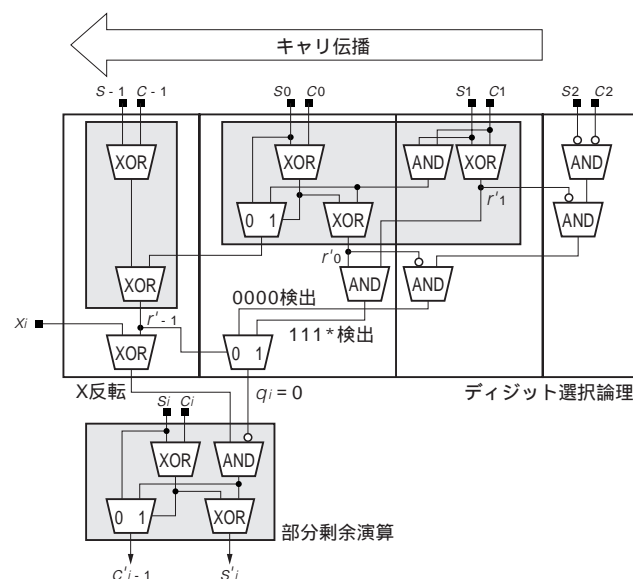 キャリ伝播
S-1 C-1 S0 C0 S1 C1 S2 C2
XOR XOR AND XOR AND
0 1 XOR r'1 AND
XOR r'0 AND AND
0000検出
Xi r'-1
XOR 0 1 111*検出
X反転 qi = 0 ディジット選択論理
Si Ci
XOR AND
0 1 XOR 部分剰余演算
C'i-1 S'i